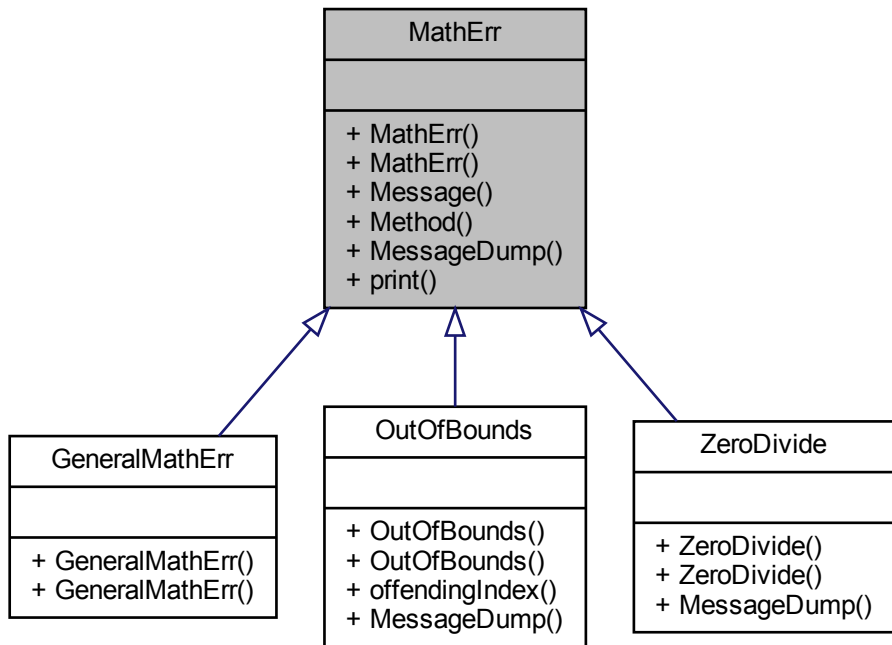 MathErr
+ MathErr()
+ MathErr()
+ Message()
+ Method()
+ MessageDump()
+ print()
GeneralMathErr
+ GeneralMathErr()
+ GeneralMathErr()
OutOfBounds
+ OutOfBounds()
+ OutOfBounds()
+ offendingIndex()
+ MessageDump()
ZeroDivide
+ ZeroDivide()
+ ZeroDivide()
+ MessageDump()